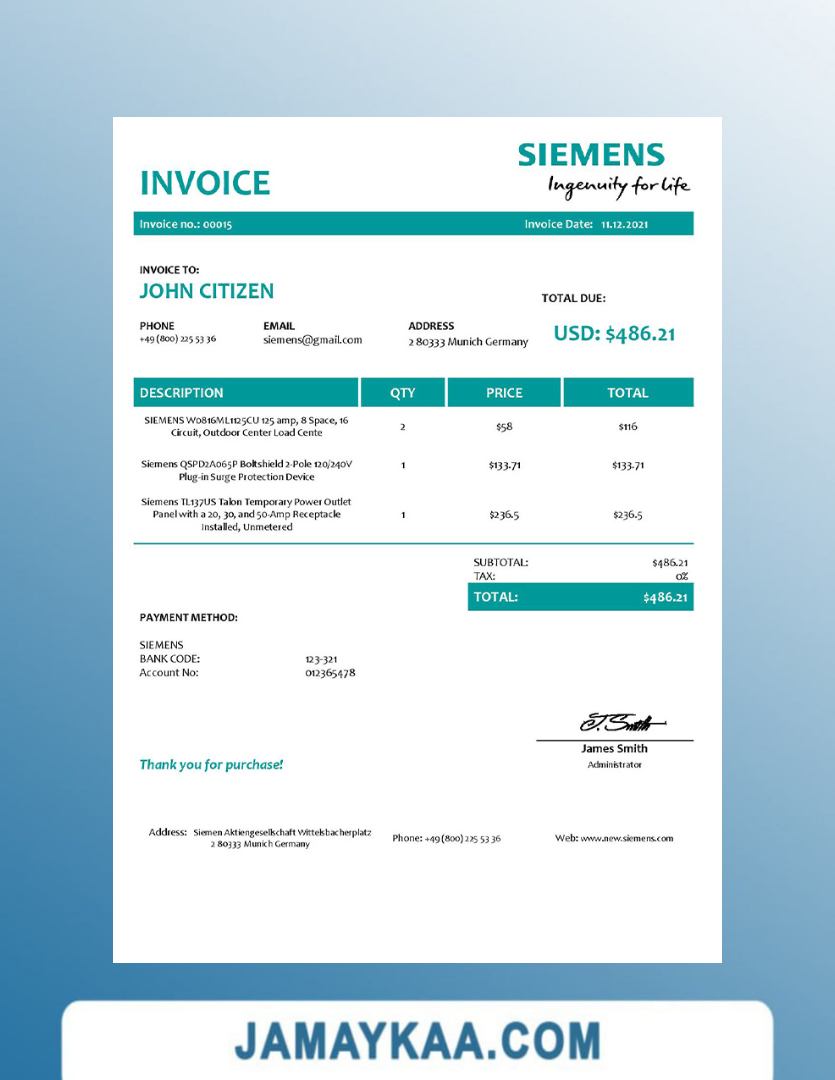 SIEMENS
Ingenuity for life
INVOICE
Invoice no.: 00015 Invoice Date: 11.12.2021
INVOICE TO:
JOHN CITIZEN
TOTAL DUE:
USD: $486.21
PHONE EMAIL ADDRESS
+49 (800) 225 53 36 siemens@gmail.com 2 80333 Munich Germany
DESCRIPTION QTY PRICE TOTAL
SIEMENS W0816ML1125CU 125 amp, 8 Space, 16
Circuit, Outdoor Center Load Cente
2 $58 $116
Siemens QSPD2A065P Boltshield 2-Pole 120/240V
Plug-in Surge Protection Device
1 $133.71 $133.71
Siemens TL137US Talon Temporary Power Outlet
Panel with a 20, 30, and 50-Amp Receptacle
Installed, Unmetered
1 $236.5 $236.5
SUBTOTAL: $486.21
TAX: 0%
TOTAL: $486.21
PAYMENT METHOD:
SIEMENS
BANK CODE: 123-321
Account No: 012365478
J. Smith
James Smith
Administrator
Thank you for purchase!
Address: Siemen Aktiengesellschaft Wittelsbacherplatz
2 80333 Munich Germany
Phone: +49 (800) 225 53 36
Web: www.new.siemens.com
JAMAYKAA.COM